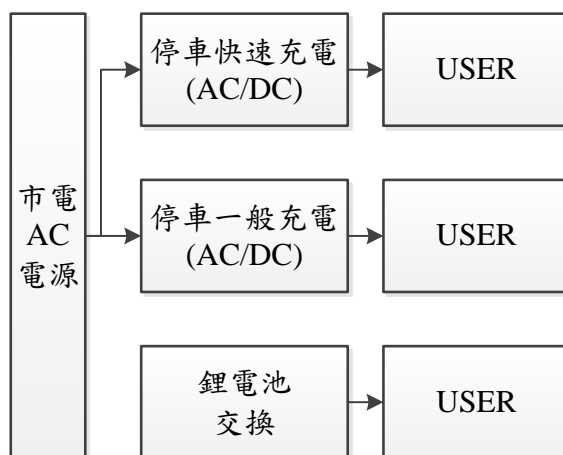 市電
AC
電源
停車快速充電
(AC/DC)
USER
停車一般充電
(AC/DC)
USER
鋰電池
交換
USER